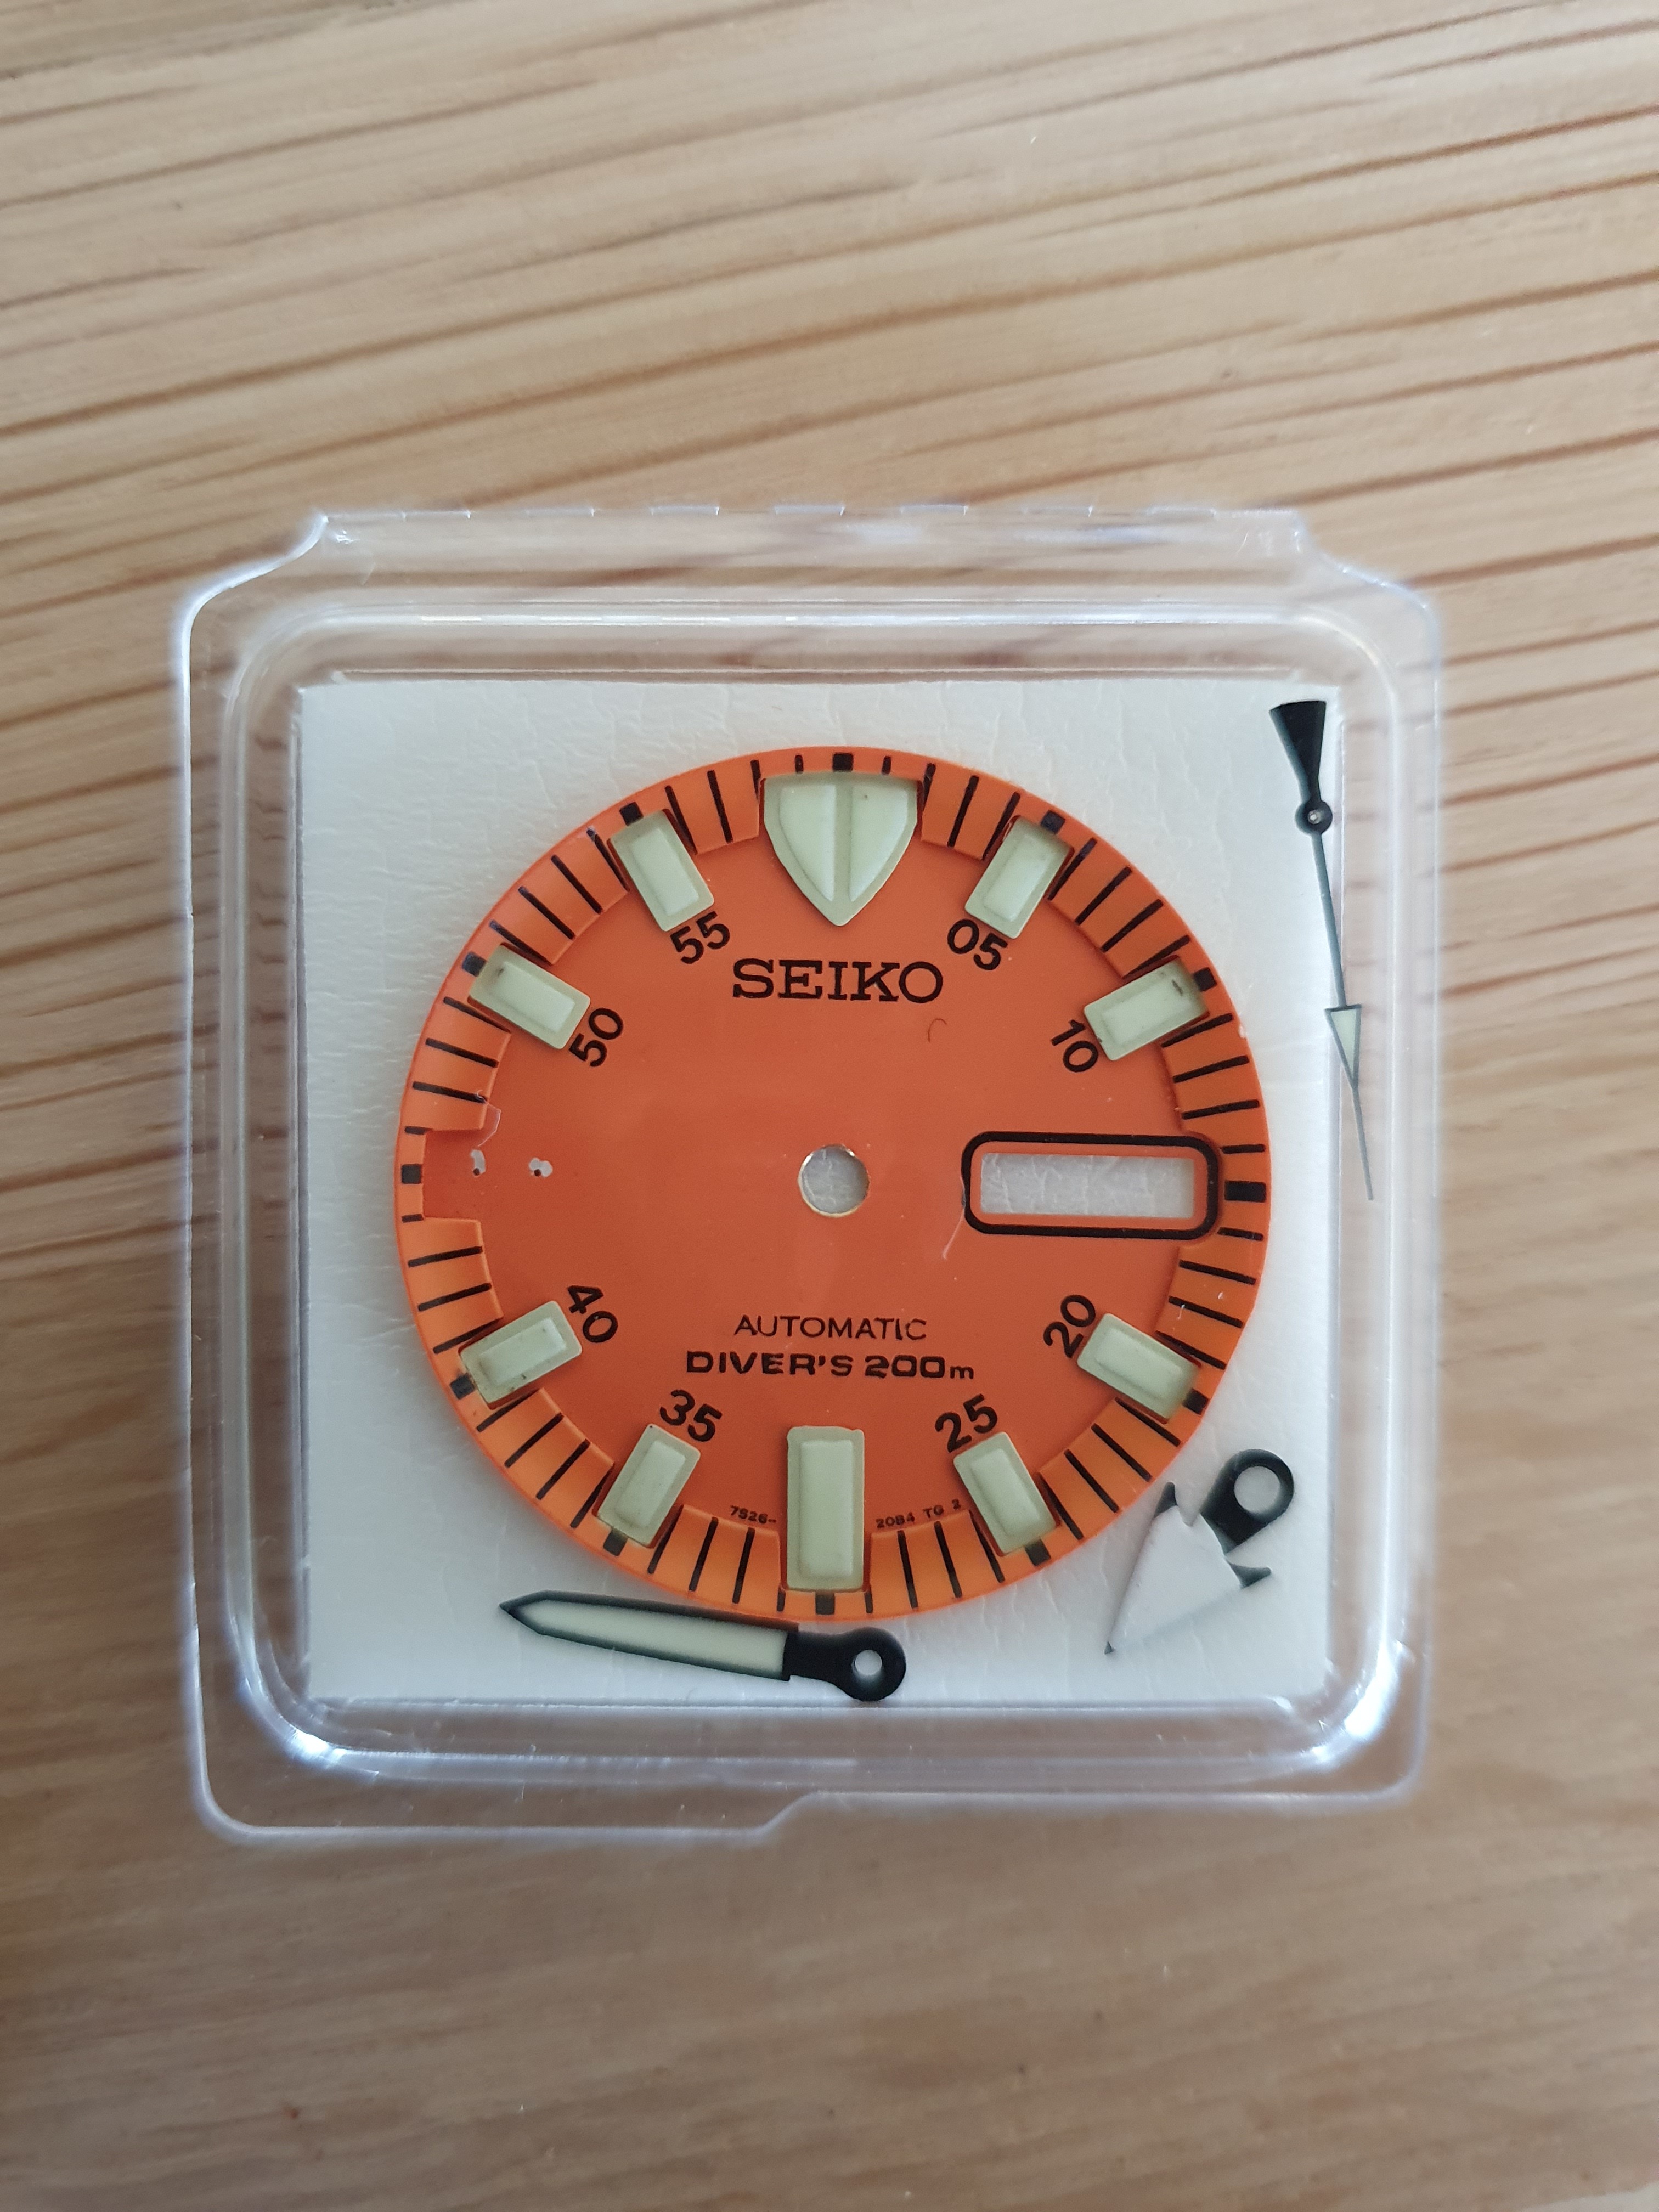 55
05
SEIKO
50
10
40
20
AUTOMATIC
DIVER'S 200m
35
25
7S26-
2084 TG 2